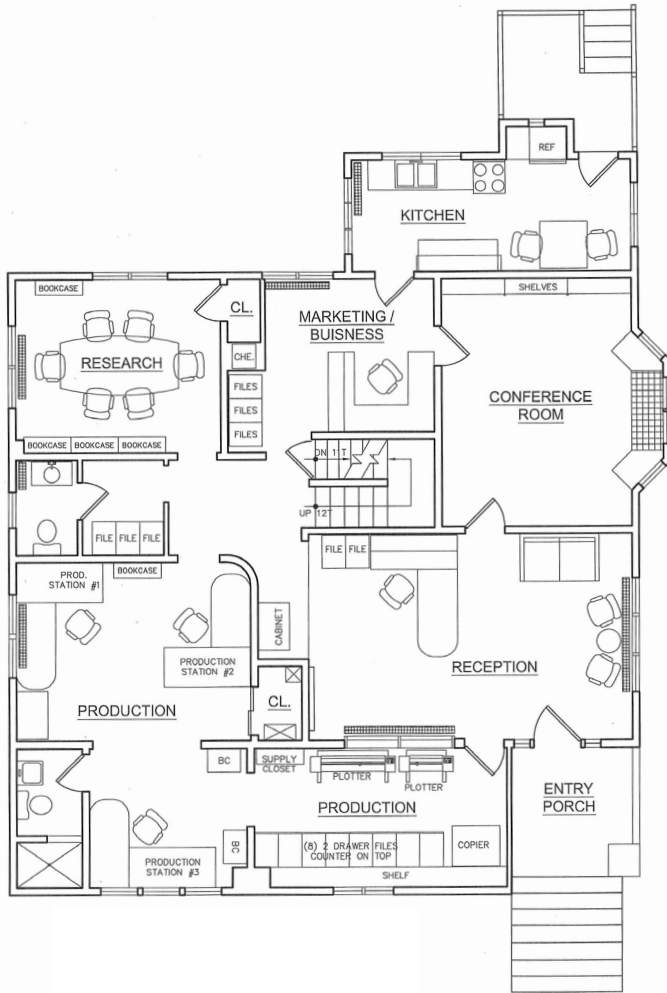 REF
KITCHEN
BOOKCASE
CL.
MARKETING /
BUISNESS
SHELVES
RESEARCH
CHE.
FILES
FILES
FILES
CONFERENCE
ROOM
BOOKCASE
BOOKCASE
BOOKCASE
DN 11T
UP 12T
FILE
FILE
FILE
FILE
FILE
BOOKCASE
PROD.
STATION #1
CABINET
PRODUCTION
STATION #2
RECEPTION
CL.
PRODUCTION
BC
SUPPLY
CLOSET
PLOTTER
PLOTTER
ENTRY
PORCH
PRODUCTION
BC
(8) 2 DRAWER FILES
COUNTER ON TOP
COPIER
PRODUCTION
STATION #3
SHELF